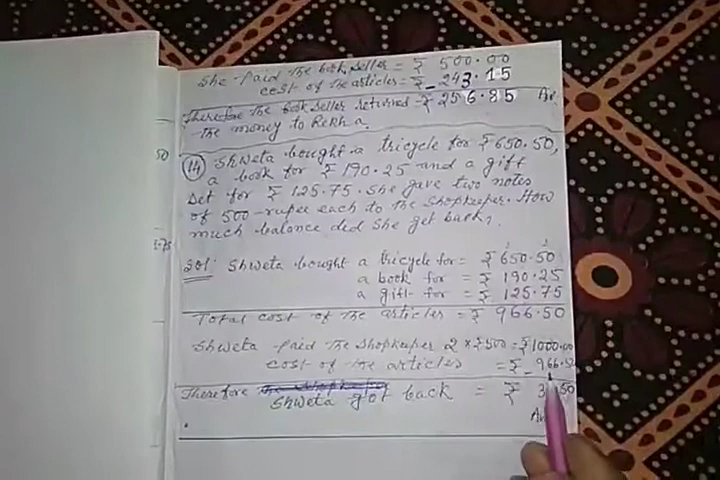 She paid the book seller = ₹ 500.00
cost of the articles = ₹ - 243.15
Therefore the book seller returned = ₹ 256.85 Ans
the money to Rekha.
50
(14) Shweta bought a tricycle for ₹ 650.50,
a book for ₹ 190.25 and a gift
set for ₹ 125.75. She gave two notes
of 500-rupee each to the shopkeeper. How
much balance did she get back?
3.75
Sol: Shweta bought a tricycle for = ₹ 650.50
a book for = ₹ 190.25
a gift for = ₹ 125.75
Total cost of the articles = ₹ 966.50
Shweta paid the shopkeeper 2 x ₹500 = ₹1000.00
cost of the articles = ₹ - 966.50
Therefore Shweta got back = ₹ 3 .50